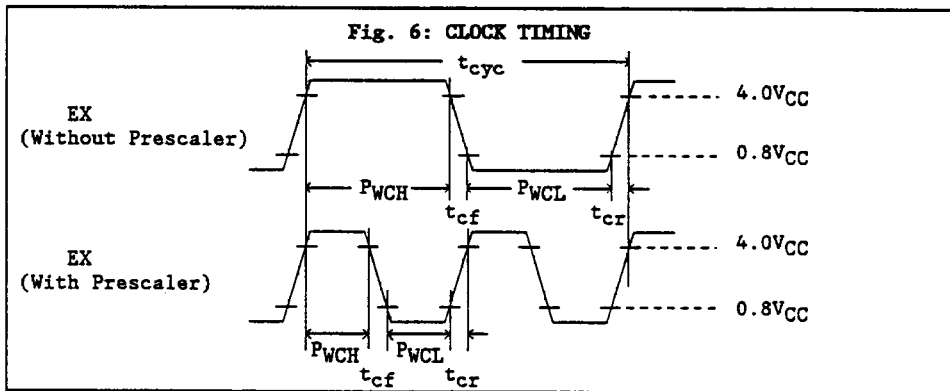 Fig. 6: CLOCK TIMING
tcyc
EX
(Without Prescaler)
4.0VCC
0.8VCC
PWCH
tcf
PWCL
tcr
EX
(With Prescaler)
4.0VCC
0.8VCC
PWCH
tcf
PWCL
tcr